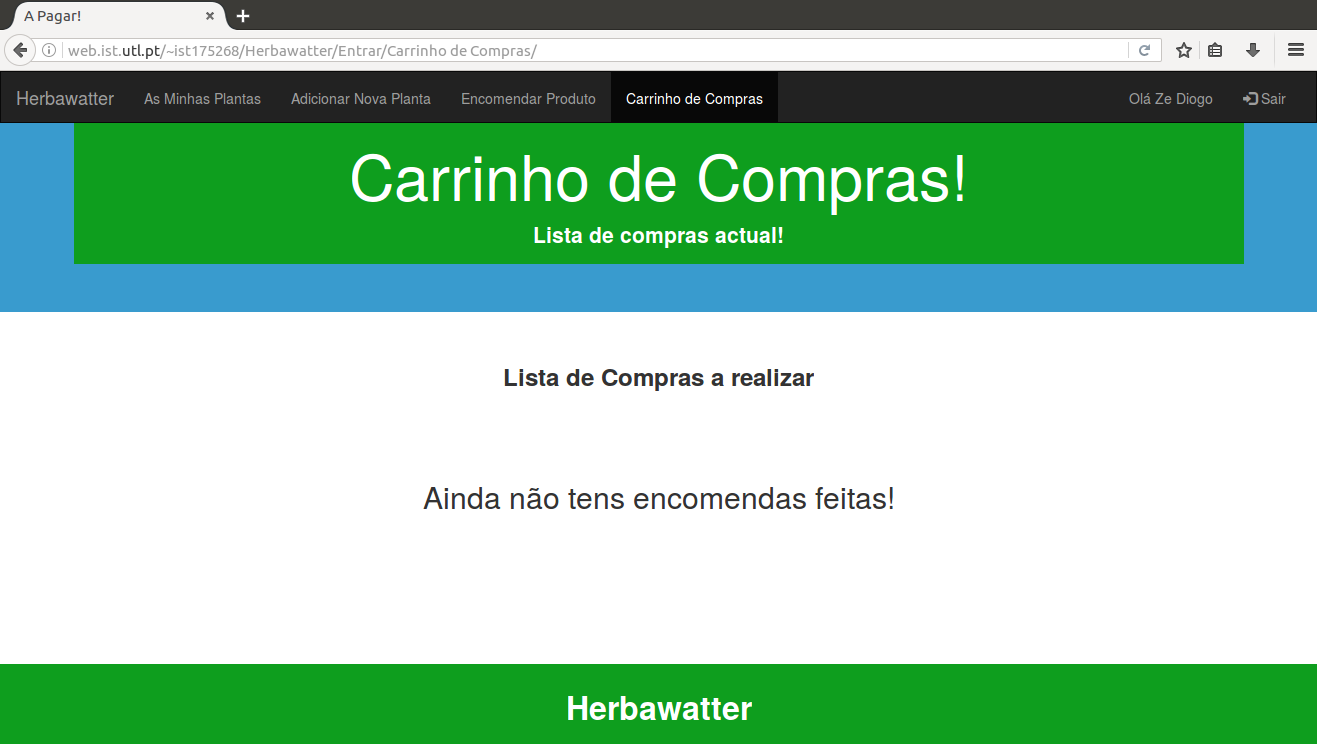 A Pagar!
web.ist.utl.pt/~ist175268/Herbawatter/Entrar/Carrinho de Compras/
Herbawatter As Minhas Plantas Adicionar Nova Planta Encomendar Produto Carrinho de Compras Olá Ze Diogo Sair
Carrinho de Compras!
Lista de compras actual!
Lista de Compras a realizar
Ainda não tens encomendas feitas!
Herbawatter